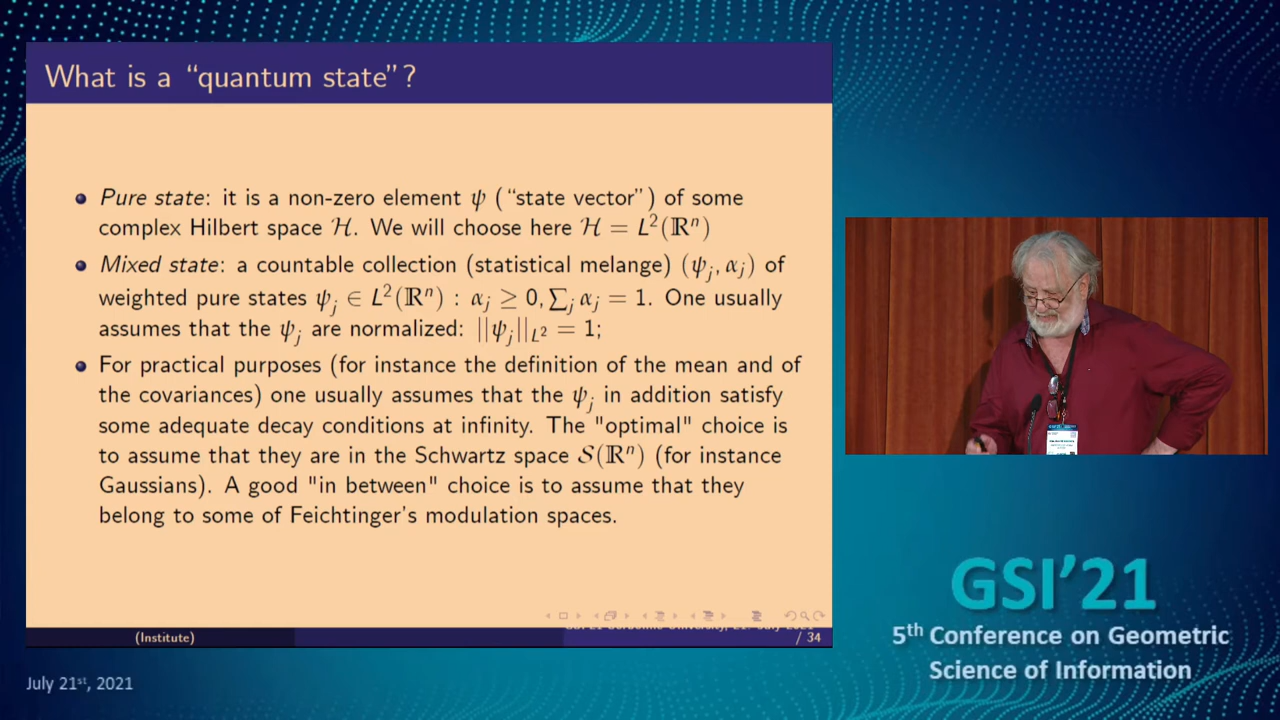 What is a “quantum state”?
Pure state: it is a non-zero element ψ (“state vector”) of some
complex Hilbert space ℋ. We will choose here ℋ = L²(ℝⁿ)
Mixed state: a countable collection (statistical melange) (ψⱼ, αⱼ) of
weighted pure states ψⱼ ∈ L²(ℝⁿ) : αⱼ ≥ 0, ∑ⱼ αⱼ = 1. One usually
assumes that the ψⱼ are normalized: ||ψⱼ||_L² = 1;
For practical purposes (for instance the definition of the mean and of
the covariances) one usually assumes that the ψⱼ in addition satisfy
some adequate decay conditions at infinity. The "optimal" choice is
to assume that they are in the Schwartz space 𝒮(ℝⁿ) (for instance
Gaussians). A good "in between" choice is to assume that they
belong to some of Feichtinger's modulation spaces.
(Institute)
/ 34
GSI’21
5th Conference on Geometric
Science of Information
July 21st, 2021